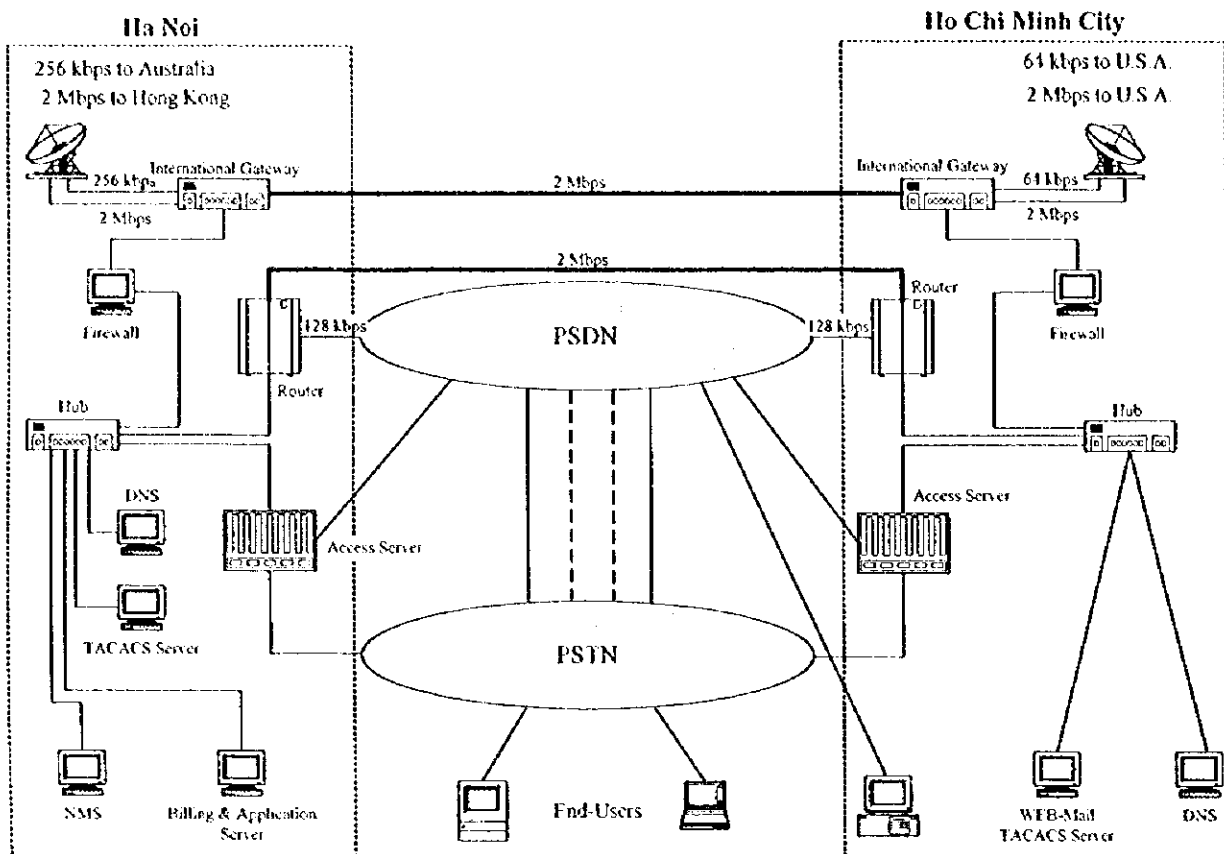 Ha Noi
Ho Chi Minh City
256 kbps to Australia
2 Mbps to Hong Kong
64 kbps to U.S.A.
2 Mbps to U.S.A.
International Gateway
256 kbps
2 Mbps
2 Mbps
International Gateway
64 kbps
2 Mbps
Firewall
2 Mbps
Router
128 kbps
PSDN
128 kbps
Router
Firewall
Hub
Hub
DNS
Access Server
Access Server
TACACS Server
PSTN
NMS
Billing & Application
Server
End-Users
WEB-Mail
TACACS Server
DNS